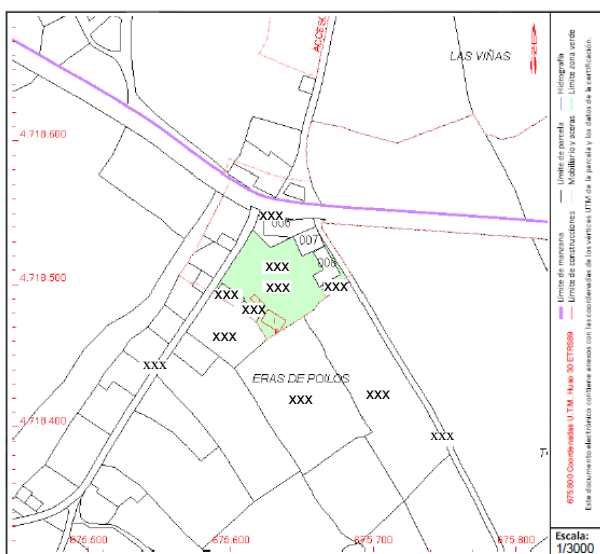 LAS VIÑAS
ACCESO
4,718,600
XXX
006
007
XXX
008
4,718,500
XXX
XXX
XXX
XXX
XXX
XXX
ERAS DE POILOS
XXX
XXX
4,718,400
XXX
675,500
675,600
675,700
675,800
Límite de manzana
Límite de parcela
Hidrografía
Límite de construcciones
Mobiliario y aceras
Límite zona verde
675,800 Coordenadas U.T.M. Huso 30 ETRS89
Este documento electrónico contiene anexos con las coordenadas de los vértices UTM de la parcela y los datos de la certificación.
Escala:
1/3000